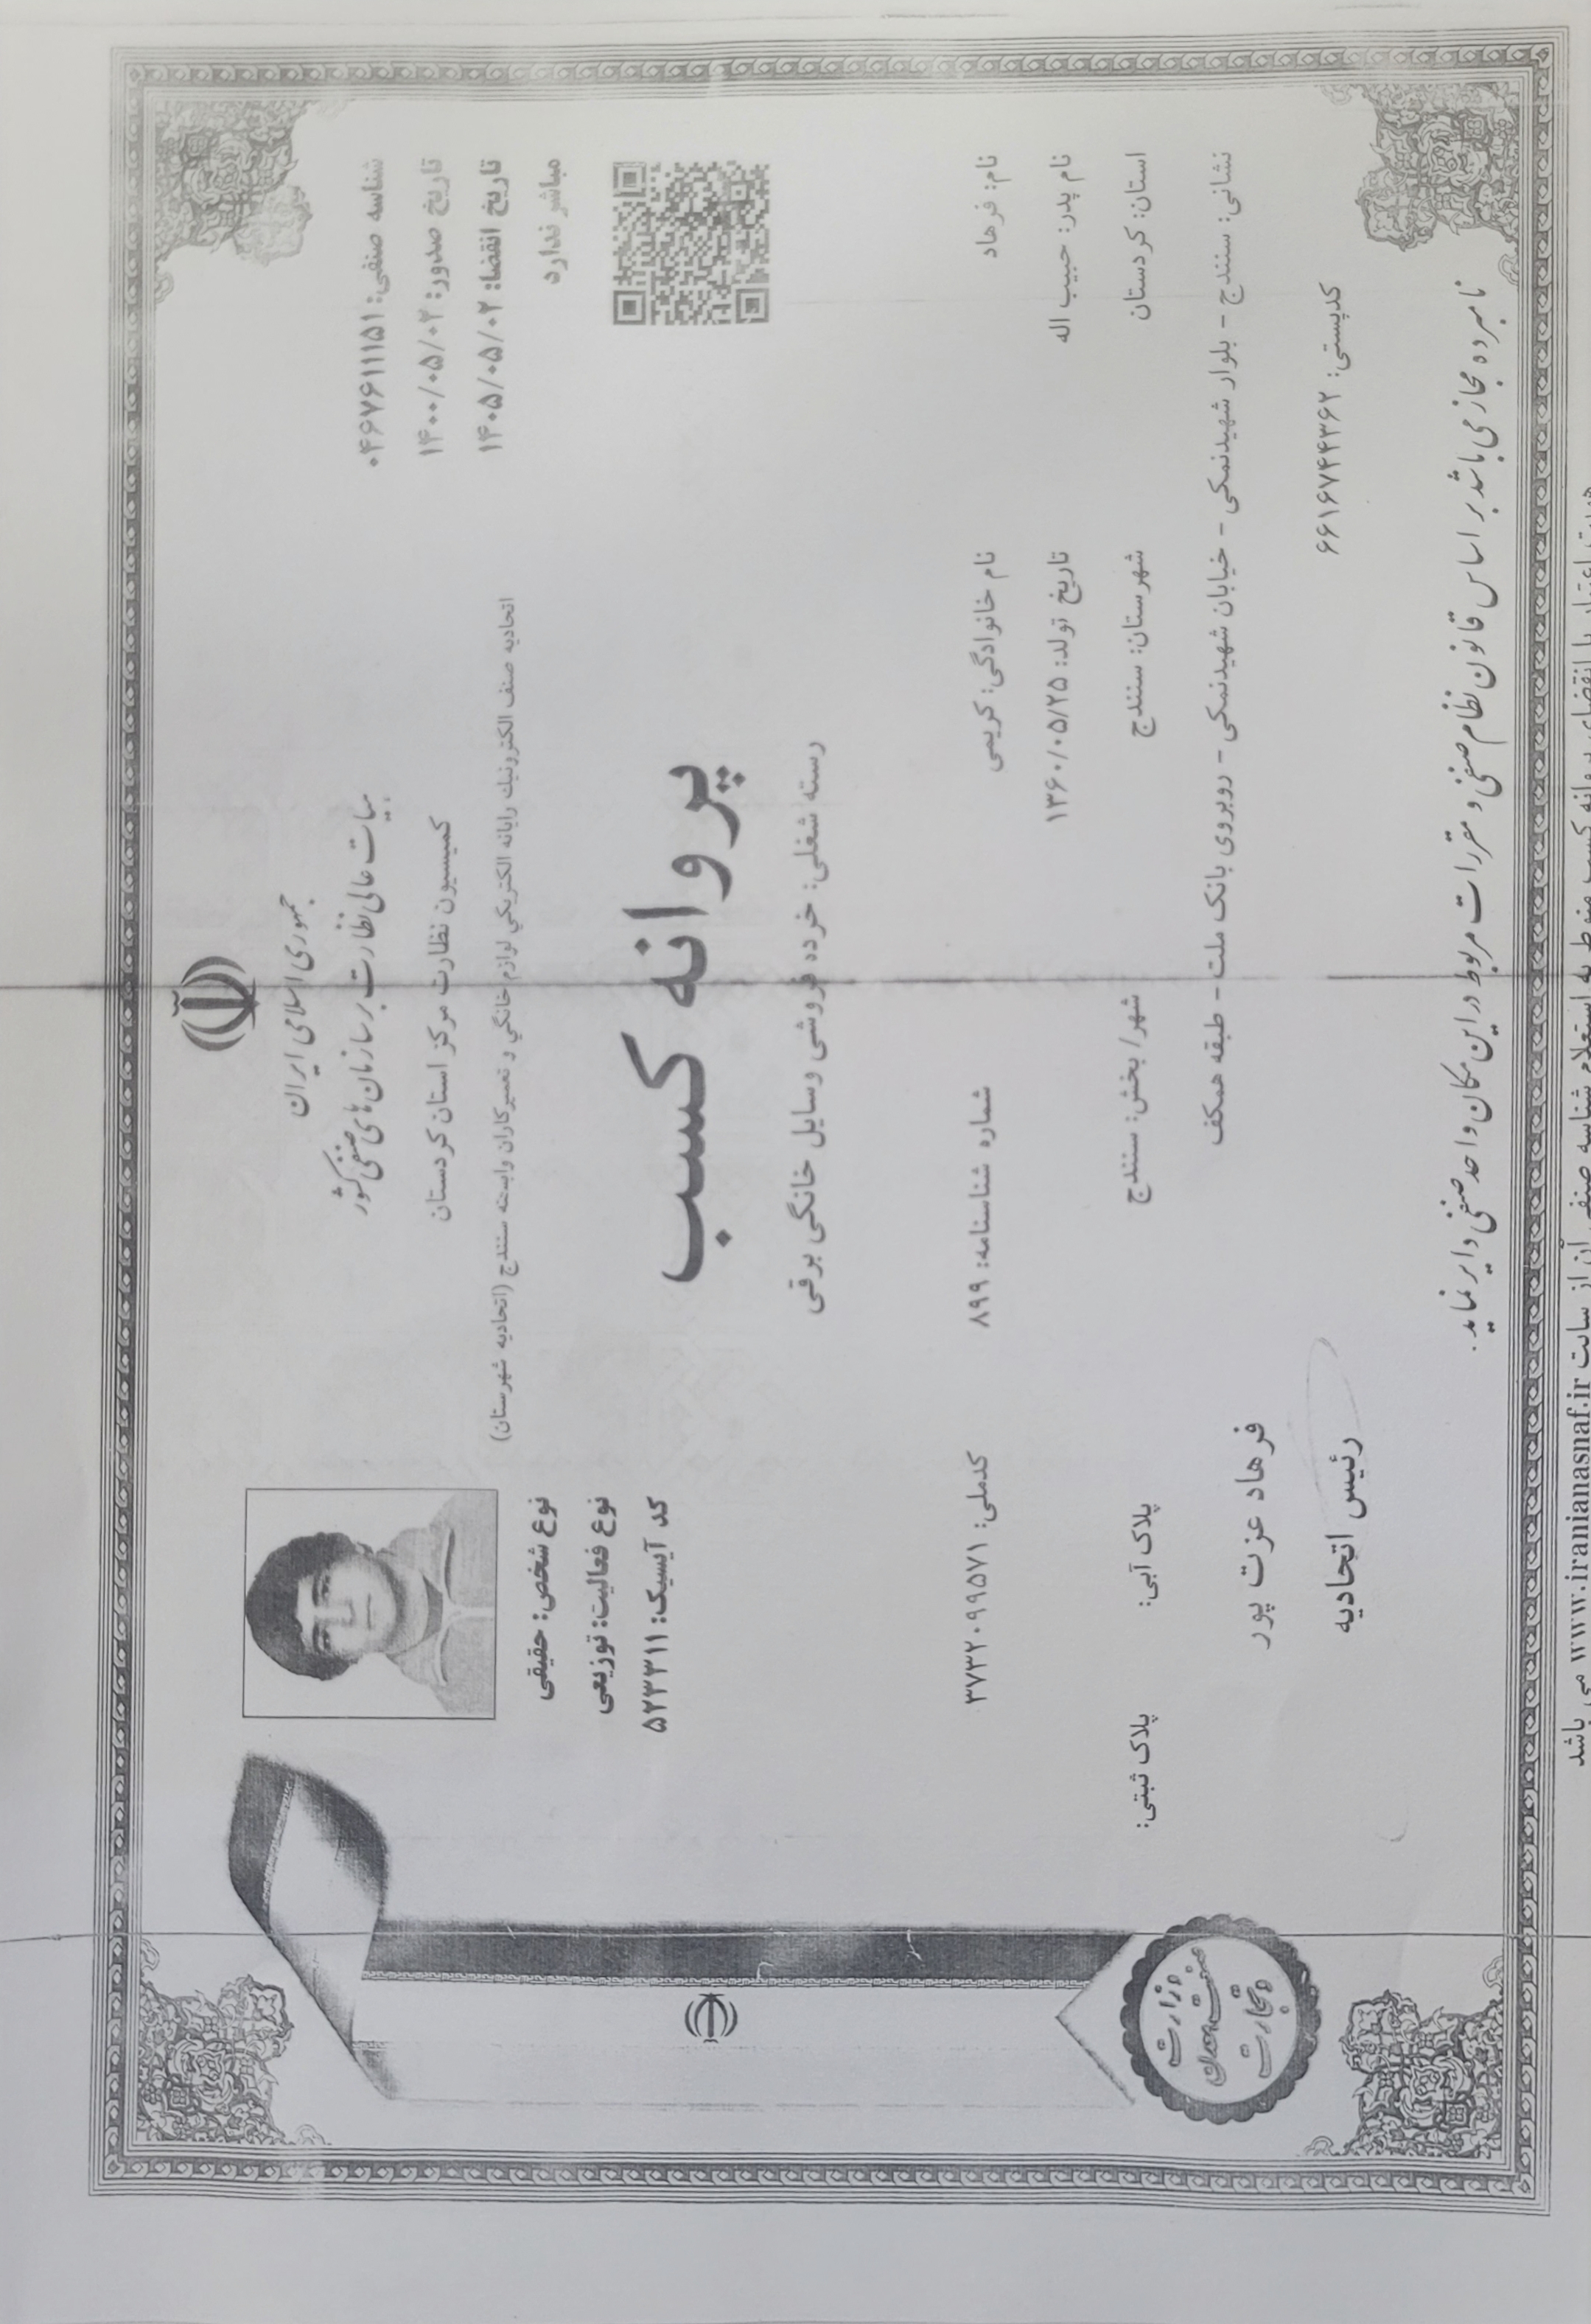 جمهوری اسلامی ایران
هیات عالی نظارت بر سازمان های صنفی کشور
کمیسیون نظارت مرکز استان کردستان
اتحادیه صنف الکترونیك رایانه الکتریکي لوازم خانگي و تعمیرکاران وابسته سنندج (اتحادیه شهرستان)
شناسه صنفی: ۰۴۶۷۶۱۱۱۵۱
تاریخ صدور: ۱۴۰۰/۰۵/۰۲
تاریخ انقضا: ۱۴۰۵/۰۵/۰۲
مباشر ندارد
نوع شخص: حقیقی
نوع فعالیت: توزیعی
کد آیسیک: ۵۲۳۳۱۱
پروانه کسب
رسته شغلی: خرده فروشی وسایل خانگی برقی
نام: فرهاد نام خانوادگی: کریمی شماره شناسنامه: ۸۹۹ کدملی: ۳۷۳۲۰۹۹۵۷۱
نام پدر: حبیب اله تاریخ تولد: ۱۳۶۰/۰۵/۲۵
استان: کردستان شهرستان: سنندج شهر/ بخش: سنندج پلاک آبی: پلاک ثبتی:
نشانی: سنندج - بلوار شهیدنمکی - خیابان شهیدنمکی - روبروی بانک ملت - طبقه همکف
کدپستی: ۶۶۱۶۷۴۴۳۶۲
فرهاد عزت پور
رئیس اتحادیه
وزارت
صنعت، معدن
و تجارت
نامبرده مجاز می باشد بر اساس قانون نظام صنفی و مقررات مربوط در این مکان واحد صنفی دایر نماید.
هویت اعتبار یا انقضای پروانه کسب منوط به استعلام شناسه صنفی آن از سایت www.iranianasnaf.ir می باشد